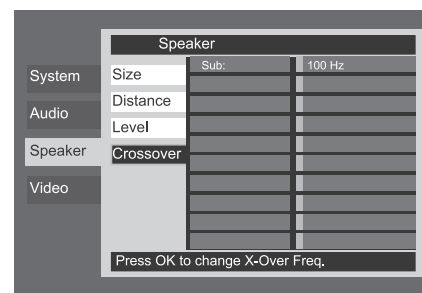 Speaker
System
Audio
Speaker
Video
Size
Distance
Level
Crossover
Sub: 100 Hz
Press OK to change X-Over Freq.